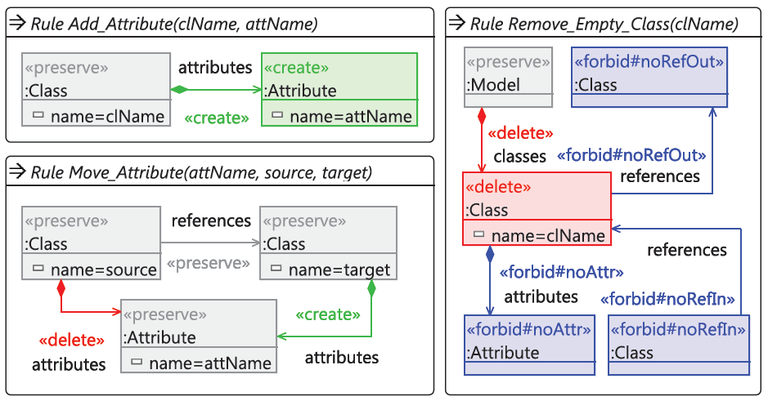 Rule Add_Attribute(clName, attName)
«preserve»
:Class
name=clName
attributes
«create»
«create»
:Attribute
name=attName
Rule Move_Attribute(attName, source, target)
«preserve»
:Class
name=source
references
«preserve»
«preserve»
:Class
name=target
«delete»
attributes
«preserve»
:Attribute
name=attName
«create»
attributes
Rule Remove_Empty_Class(clName)
«preserve»
:Model
«forbid#noRefOut»
:Class
«delete»
classes
«forbid#noRefOut»
references
«delete»
:Class
name=clName
references
«forbid#noAttr»
attributes
«forbid#noRefIn»
«forbid#noAttr»
:Attribute
«forbid#noRefIn»
:Class